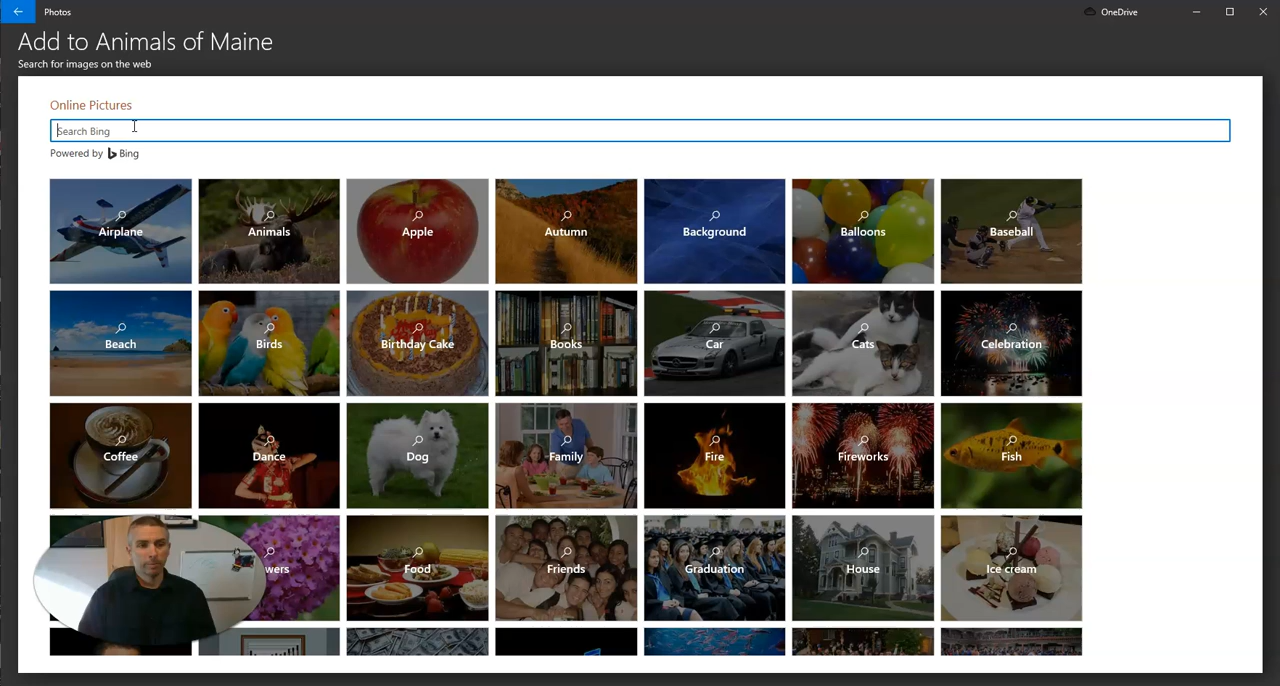 Photos
OneDrive
Add to Animals of Maine
Search for images on the web
Online Pictures
Search Bing
Powered by Bing
Airplane
Animals
Apple
Autumn
Background
Balloons
Baseball
Beach
Birds
Birthday Cake
Books
Car
Cats
Celebration
Coffee
Dance
Dog
Family
Fire
Fireworks
Fish
wers
Food
Friends
Graduation
House
Ice cream